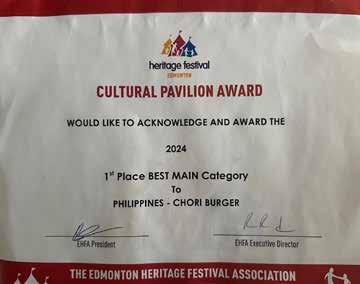 heritage festival
EDMONTON
CULTURAL PAVILION AWARD
WOULD LIKE TO ACKNOWLEDGE AND AWARD THE
2024
1st Place BEST MAIN Category
To
PHILIPPINES - CHORI BURGER
EHFA President
EHFA Executive Director
THE EDMONTON HERITAGE FESTIVAL ASSOCIATION